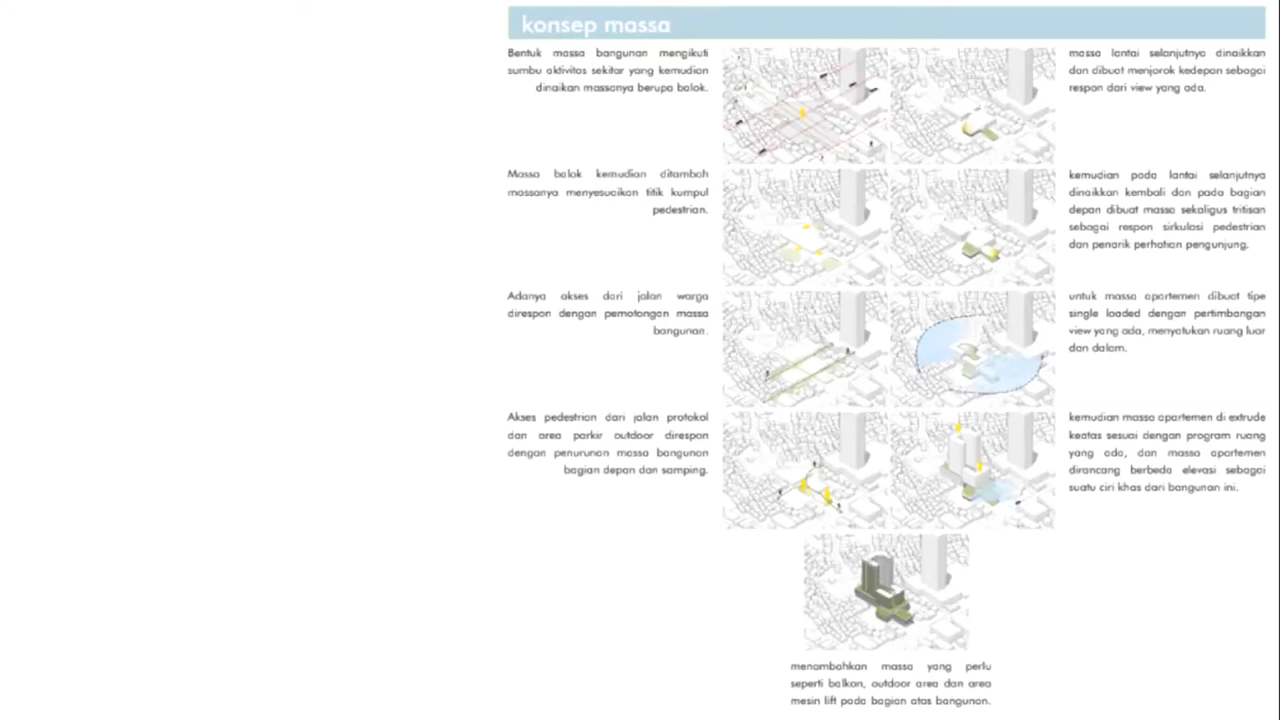 konsep massa
Bentuk massa bangunan mengikuti
sumbu aktivitas sekitar yang kemudian
dinaikan massanya berupa balok.
Massa balok kemudian ditambah
massanya menyesuaikan titik kumpul
pedestrian.
Adanya akses dari jalan warga
direspon dengan pemotongan massa
bangunan.
Akses pedestrian dari jalan protokol
dan area parkir outdoor direspon
dengan penurunan massa bangunan
bagian depan dan samping.
massa lantai selanjutnya dinaikkan
dan dibuat menjorok kedepan sebagai
respon dari view yang ada.
kemudian pada lantai selanjutnya
dinaikkan kembali dan pada bagian
depan dibuat massa sekaligus tritisan
sebagai respon sirkulasi pedestrian
dan penarik perhatian pengunjung.
untuk massa apartemen dibuat tipe
single loaded dengan pertimbangan
view yang ada, menyatukan ruang luar
dan dalam.
kemudian massa apartemen di extrude
keatas sesuai dengan program ruang
yang ada, dan massa apartemen
dirancang berbeda elevasi sebagai
suatu ciri khas dari bangunan ini.
menambahkan massa yang perlu
seperti balkon, outdoor area dan area
mesin lift pada bagian atas bangunan.